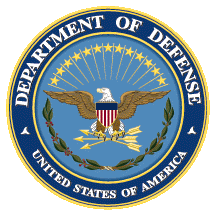 DEPARTMENT OF DEFENSE
UNITED STATES OF AMERICA